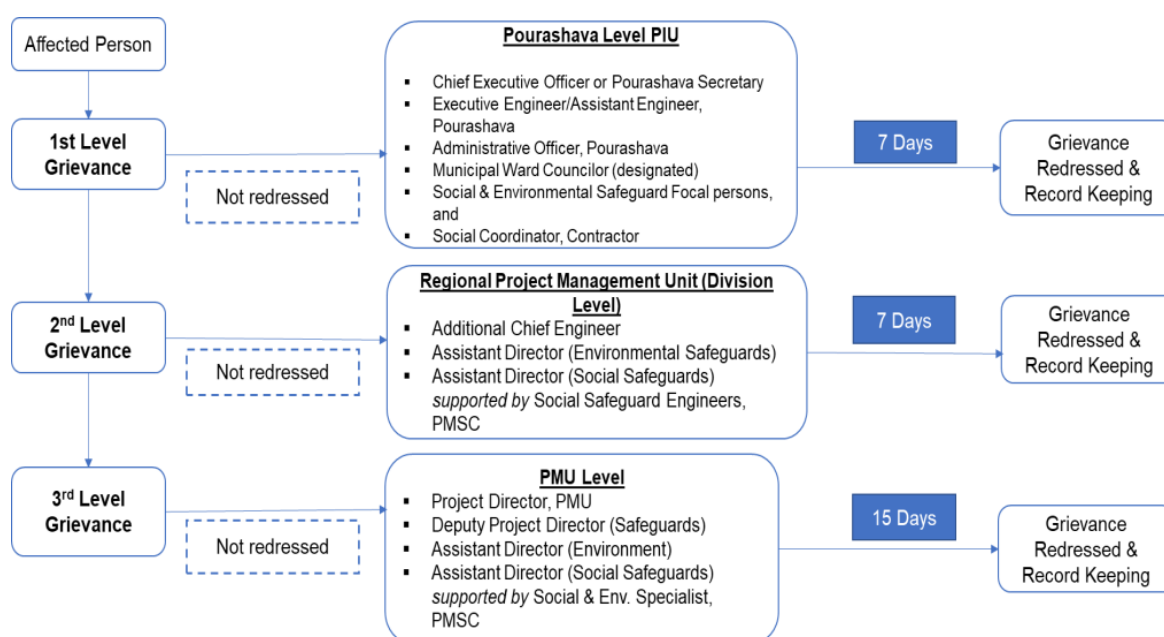 Affected Person
1st Level
Grievance
Not redressed
Pourashava Level PIU
▪ Chief Executive Officer or Pourashava Secretary
▪ Executive Engineer/Assistant Engineer,
Pourashava
▪ Administrative Officer, Pourashava
▪ Municipal Ward Councilor (designated)
▪ Social & Environmental Safeguard Focal persons,
and
▪ Social Coordinator, Contractor
7 Days
Grievance
Redressed &
Record Keeping
2nd Level
Grievance
Not redressed
Regional Project Management Unit (Division
Level)
▪ Additional Chief Engineer
▪ Assistant Director (Environmental Safeguards)
▪ Assistant Director (Social Safeguards)
supported by Social Safeguard Engineers,
PMSC
7 Days
Grievance
Redressed &
Record Keeping
3rd Level
Grievance
Not redressed
PMU Level
▪ Project Director, PMU
▪ Deputy Project Director (Safeguards)
▪ Assistant Director (Environment)
▪ Assistant Director (Social Safeguards)
supported by Social & Env. Specialist,
PMSC
15 Days
Grievance
Redressed &
Record Keeping